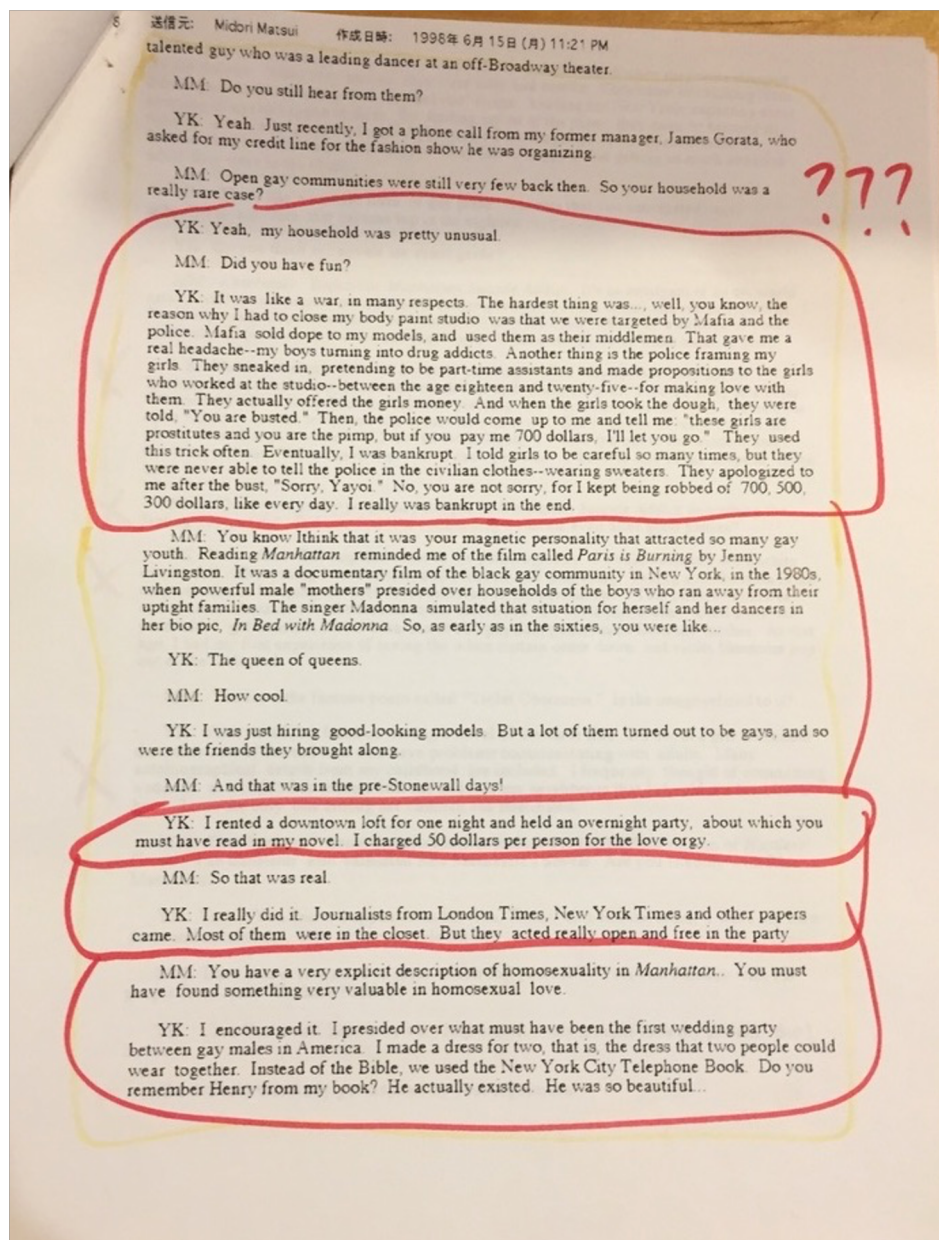 8 送信元: Midori Matsui 作成日時: 1998年 6月 15日 (月) 11:21 PM
talented guy who was a leading dancer at an off-Broadway theater.
MM: Do you still hear from them?
YK: Yeah. Just recently, I got a phone call from my former manager, James Gorata, who
asked for my credit line for the fashion show he was organizing.
MM: Open gay communities were still very few back then. So your household was a
really rare case?
???
YK: Yeah, my household was pretty unusual.
MM: Did you have fun?
YK: It was like a war, in many respects. The hardest thing was..., well, you know, the
reason why I had to close my body paint studio was that we were targeted by Mafia and the
police. Mafia sold dope to my models, and used them as their middlemen. That gave me a
real headache--my boys turning into drug addicts. Another thing is the police framing my
girls. They sneaked in, pretending to be part-time assistants and made propositions to the girls
who worked at the studio--between the age eighteen and twenty-five--for making love with
them. They actually offered the girls money. And when the girls took the dough, they were
told, "You are busted." Then, the police would come up to me and tell me: "these girls are
prostitutes and you are the pimp, but if you pay me 700 dollars, I'll let you go." They used
this trick often. Eventually, I was bankrupt. I told girls to be careful so many times, but they
were never able to tell the police in the civilian clothes--wearing sweaters. They apologized to
me after the bust, "Sorry, Yayoi." No, you are not sorry, for I kept being robbed of 700, 500,
300 dollars, like every day. I really was bankrupt in the end.
MM: You know Ithink that it was your magnetic personality that attracted so many gay
youth. Reading Manhattan reminded me of the film called Paris is Burning by Jenny
Livingston. It was a documentary film of the black gay community in New York, in the 1980s,
when powerful male "mothers" presided over households of the boys who ran away from their
uptight families. The singer Madonna simulated that situation for herself and her dancers in
her bio pic, In Bed with Madonna. So, as early as in the sixties, you were like...
YK: The queen of queens.
MM: How cool.
YK: I was just hiring good-looking models. But a lot of them turned out to be gays, and so
were the friends they brought along.
MM: And that was in the pre-Stonewall days!
YK: I rented a downtown loft for one night and held an overnight party, about which you
must have read in my novel. I charged 50 dollars per person for the love orgy.
MM: So that was real.
YK: I really did it. Journalists from London Times, New York Times and other papers
came. Most of them were in the closet. But they acted really open and free in the party
MM: You have a very explicit description of homosexuality in Manhattan.. You must
have found something very valuable in homosexual love.
YK: I encouraged it. I presided over what must have been the first wedding party
between gay males in America. I made a dress for two, that is, the dress that two people could
wear together. Instead of the Bible, we used the New York City Telephone Book. Do you
remember Henry from my book? He actually existed. He was so beautiful...